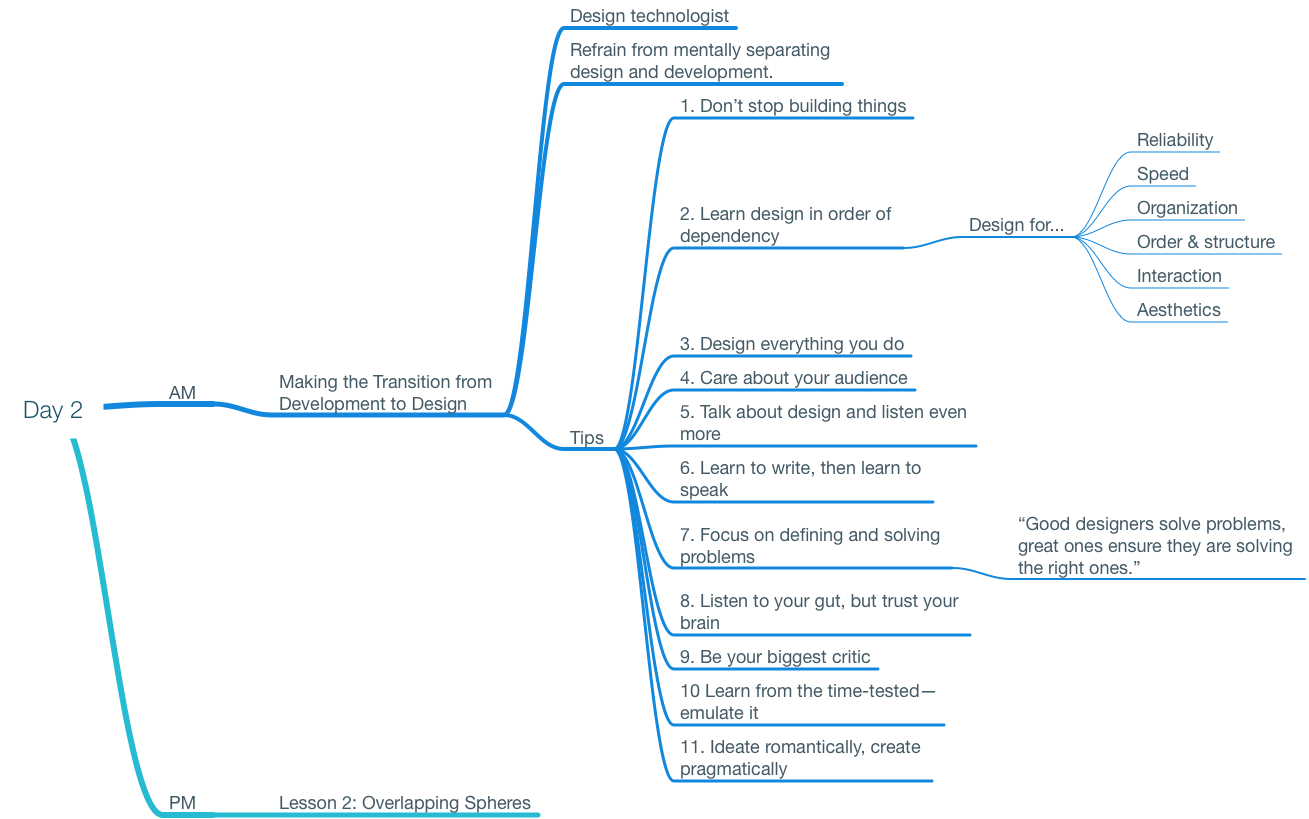 Day 2
AM
Making the Transition from
Development to Design
Design technologist
Refrain from mentally separating
design and development.
Tips
1. Don’t stop building things
2. Learn design in order of
dependency
Design for...
Reliability
Speed
Organization
Order & structure
Interaction
Aesthetics
3. Design everything you do
4. Care about your audience
5. Talk about design and listen even
more
6. Learn to write, then learn to
speak
7. Focus on defining and solving
problems
“Good designers solve problems,
great ones ensure they are solving
the right ones.”
8. Listen to your gut, but trust your
brain
9. Be your biggest critic
10 Learn from the time-tested—
emulate it
11. Ideate romantically, create
pragmatically
PM
Lesson 2: Overlapping Spheres